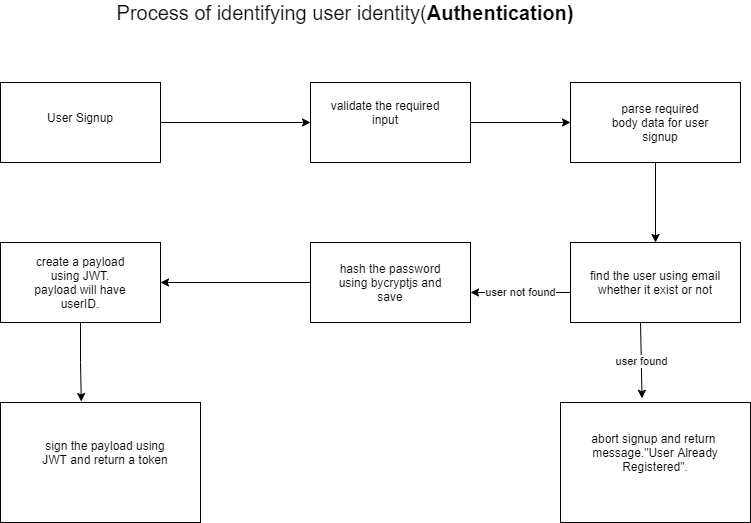 Process of identifying user identity(Authentication)
User Signup
validate the required
input
parse required
body data for user
signup
create a payload
using JWT.
payload will have
userID.
hash the password
using bycryptjs and
save
user not found
find the user using email
whether it exist or not
user found
sign the payload using
JWT and return a token
abort signup and return
message."User Already
Registered".